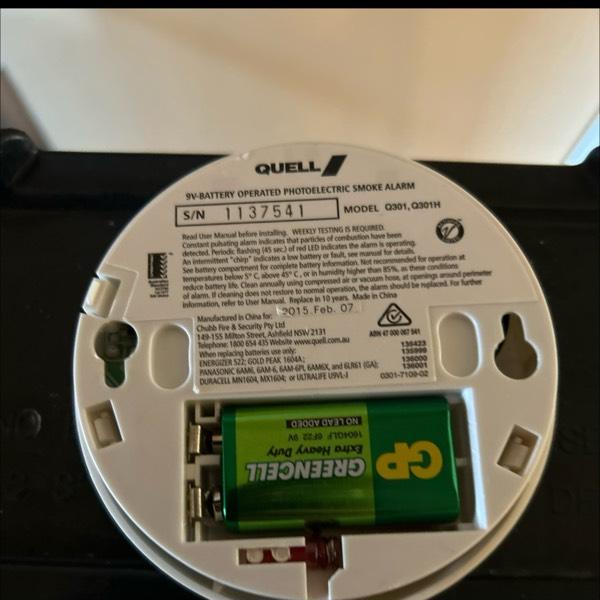 QUELL
9V-BATTERY OPERATED PHOTOELECTRIC SMOKE ALARM
S/N 1137541 MODEL Q301, Q301H
Read User Manual before installing. WEEKLY TESTING IS REQUIRED.
Constant pulsating alarm indicates that particles of combustion have been
detected. Periodic flashing (45 sec.) of red LED indicates the alarm is operating.
An intermittent "chirp" indicates a low battery or fault, see manual for details.
See battery compartment for complete battery information. Not recommended for operation at
temperatures below 5° C, above 45° C, or in humidity higher than 85%, as these conditions
reduce battery life. Clean annually using compressed air or vacuum hose, at openings around perimeter
of alarm. If cleaning does not restore to normal operation, the alarm should be replaced. For further
information, refer to User Manual. Replace in 10 years. Made in China
Manufactured in China for: 2015.Feb.07
Chubb Fire & Security Pty Ltd
149-155 Milton Street, Ashfield NSW 2131
Telephone: 1800 654 435 Website www.quell.com.au
When replacing batteries use only:
ENERGIZER 522; GOLD PEAK 1604A;
PANASONIC 6AM6, 6AM-6, 6AM-6PI, 6AM6X, and 6LR61 (GA);
DURACELL MN1604, MX1604; or ULTRALIFE U9VL-J
ABN 47 000 067 541
136423
135999
136000
136001
0301-7109-02
GP
GREENCELL
Extra Heavy Duty
1604GLF 6F22 9V
NO LEAD ADDED